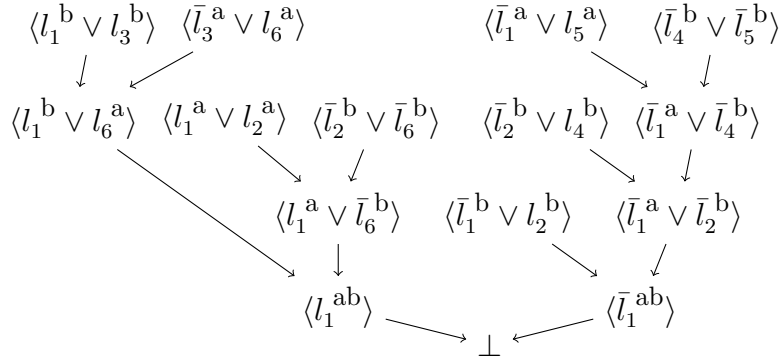 ⟨l₁ᵇ ∨ l₃ᵇ⟩ ⟨l̄₃ᵃ ∨ l₆ᵃ⟩ ⟨l̄₁ᵃ ∨ l₅ᵃ⟩ ⟨l̄₄ᵇ ∨ l̄₅ᵇ⟩
⟨l₁ᵇ ∨ l₆ᵃ⟩ ⟨l₁ᵃ ∨ l₂ᵃ⟩ ⟨l̄₂ᵇ ∨ l̄₆ᵇ⟩ ⟨l̄₂ᵇ ∨ l₄ᵇ⟩ ⟨l̄₁ᵃ ∨ l̄₄ᵇ⟩
⟨l₁ᵃ ∨ l̄₆ᵇ⟩ ⟨l̄₁ᵇ ∨ l₂ᵇ⟩ ⟨l̄₁ᵃ ∨ l̄₂ᵇ⟩
⟨l₁ᵃᵇ⟩ ⟨l̄₁ᵃᵇ⟩
⊥